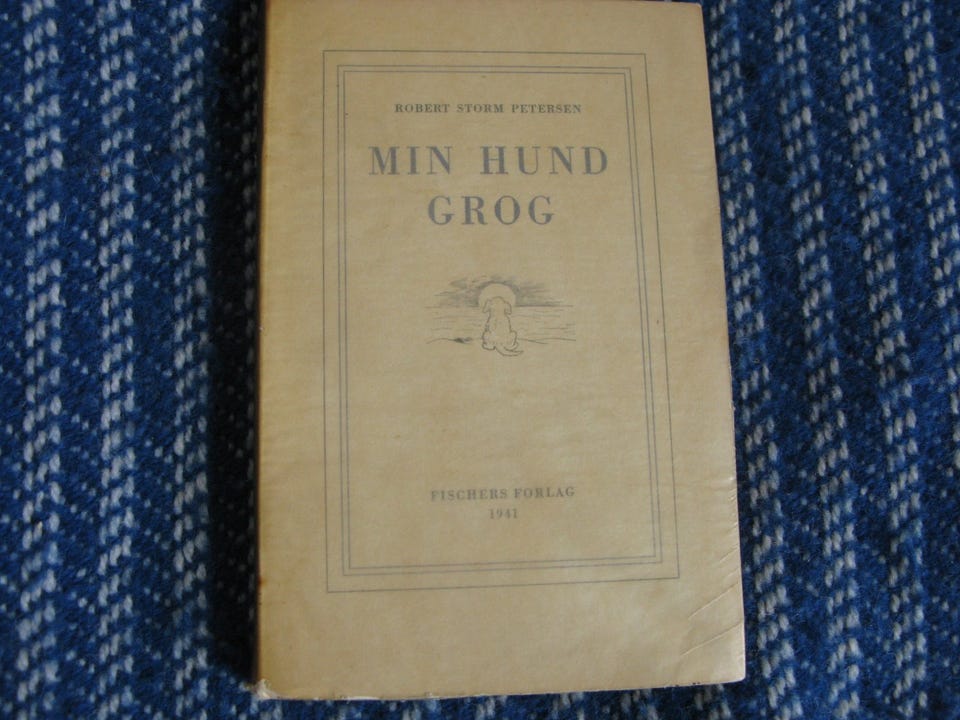 ROBERT STORM PETERSEN
MIN HUND
GROG
FISCHERS FORLAG
1941